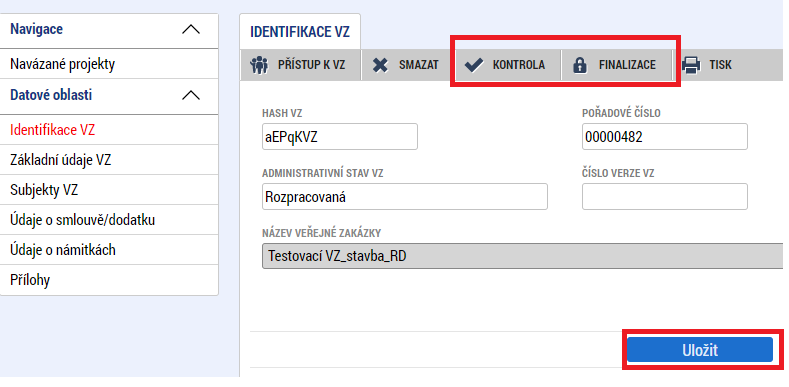 Navigace
Navázané projekty
Datové oblasti
Identifikace VZ
Základní údaje VZ
Subjekty VZ
Údaje o smlouvě/dodatku
Údaje o námitkách
Přílohy
IDENTIFIKACE VZ
PŘÍSTUP K VZ SMAZAT KONTROLA FINALIZACE TISK
HASH VZ POŘADOVÉ ČÍSLO
aEPqKVZ 00000482
ADMINISTRATIVNÍ STAV VZ ČÍSLO VERZE VZ
Rozpracovaná
NÁZEV VEŘEJNÉ ZAKÁZKY
Testovací VZ_stavba_RD
Uložit